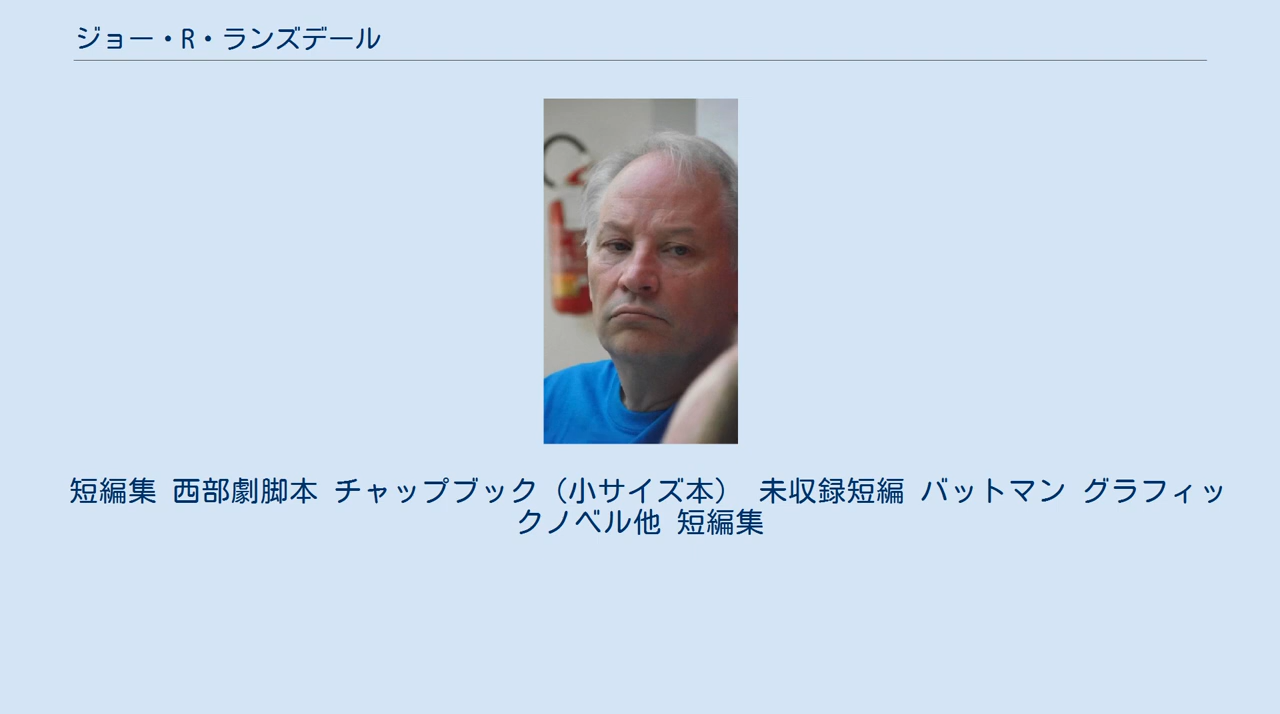 ジョー・R・ランズデール
短編集 西部劇脚本 チャップブック（小サイズ本） 未収録短編 バットマン グラフィッ
クノベル他 短編集